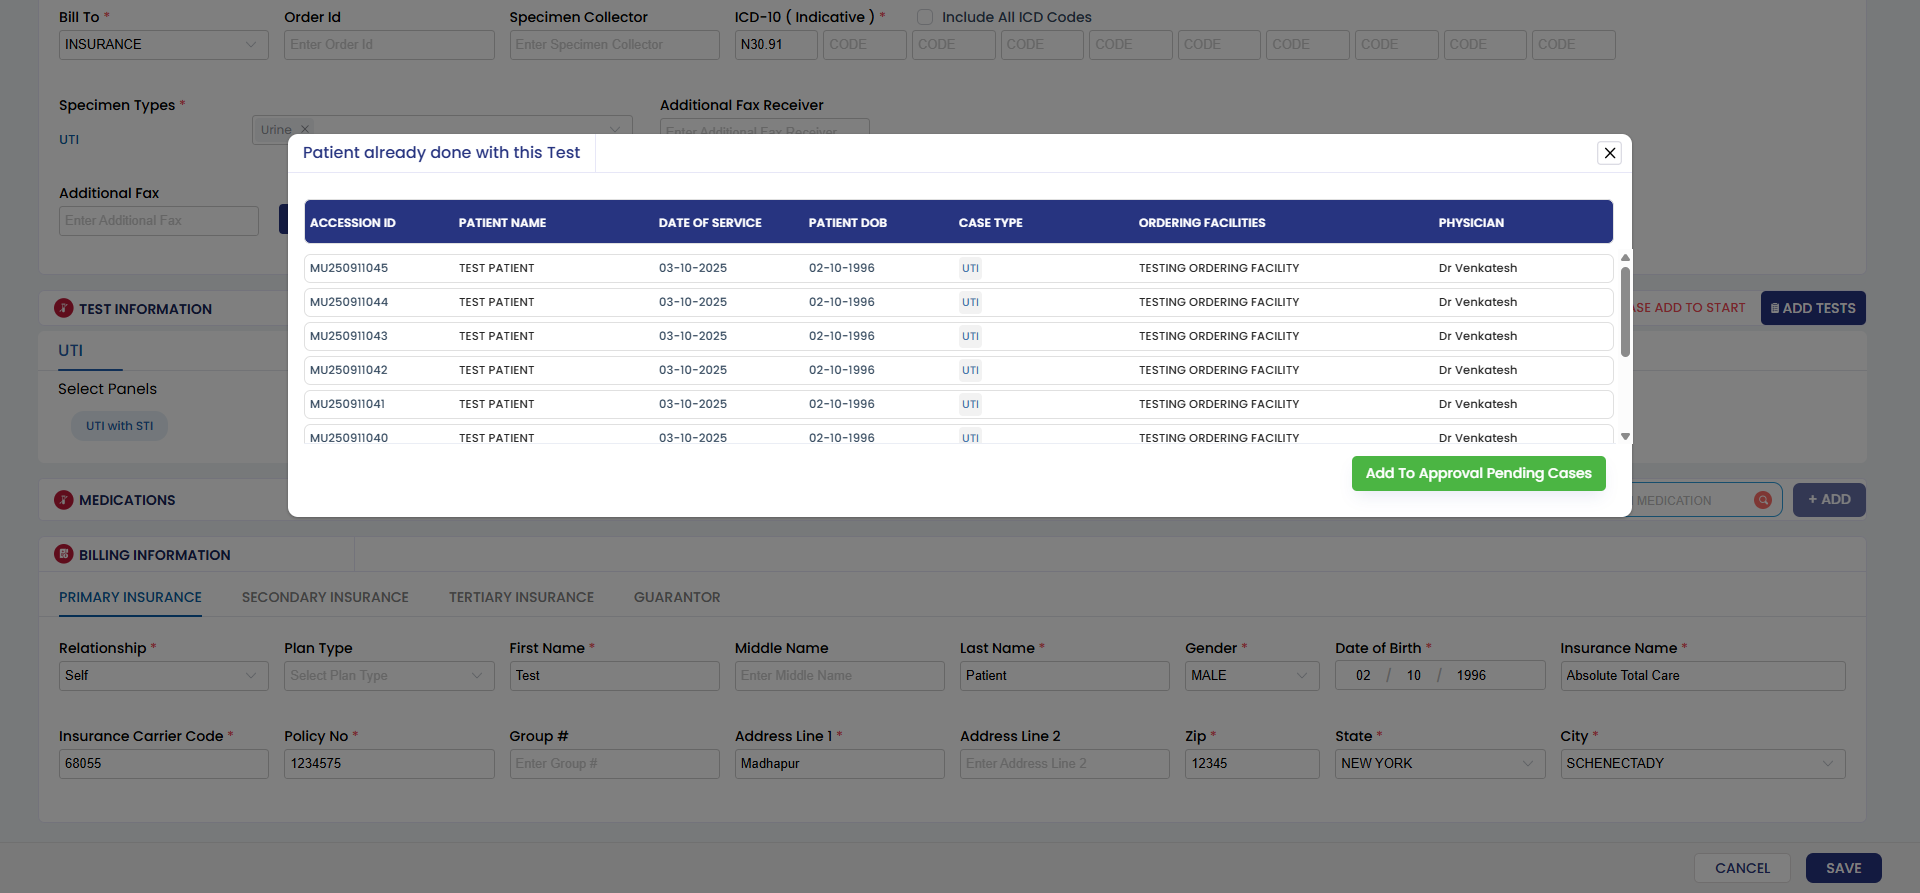 Bill To *
Order Id
Specimen Collector
ICD-10 ( Indicative ) *
Include All ICD Codes
INSURANCE
Enter Order Id
Enter Specimen Collector
N30.91
CODE
CODE
CODE
CODE
CODE
CODE
CODE
CODE
CODE
Specimen Types *
Additional Fax Receiver
UTI
Urine
Enter Additional Fax Receiver
Additional Fax
Enter Additional Fax
Patient already done with this Test
ACCESSION ID PATIENT NAME DATE OF SERVICE PATIENT DOB CASE TYPE ORDERING FACILITIES PHYSICIAN
MU250911045 TEST PATIENT 03-10-2025 02-10-1996 UTI TESTING ORDERING FACILITY Dr Venkatesh
MU250911044 TEST PATIENT 03-10-2025 02-10-1996 UTI TESTING ORDERING FACILITY Dr Venkatesh
MU250911043 TEST PATIENT 03-10-2025 02-10-1996 UTI TESTING ORDERING FACILITY Dr Venkatesh
MU250911042 TEST PATIENT 03-10-2025 02-10-1996 UTI TESTING ORDERING FACILITY Dr Venkatesh
MU250911041 TEST PATIENT 03-10-2025 02-10-1996 UTI TESTING ORDERING FACILITY Dr Venkatesh
MU250911040 TEST PATIENT 03-10-2025 02-10-1996 UTI TESTING ORDERING FACILITY Dr Venkatesh
Add To Approval Pending Cases
TEST INFORMATION
ADD TO START
ADD TESTS
UTI
Select Panels
UTI with STI
MEDICATIONS
MEDICATION
+ ADD
BILLING INFORMATION
PRIMARY INSURANCE
SECONDARY INSURANCE
TERTIARY INSURANCE
GUARANTOR
Relationship *
Plan Type
First Name *
Middle Name
Last Name *
Gender *
Date of Birth *
Insurance Name *
Self
Select Plan Type
Test
Enter Middle Name
Patient
MALE
02 / 10 / 1996
Absolute Total Care
Insurance Carrier Code *
Policy No *
Group #
Address Line 1 *
Address Line 2
Zip *
State *
City *
68055
1234575
Enter Group #
Madhapur
Enter Address Line 2
12345
NEW YORK
SCHENECTADY
CANCEL
SAVE